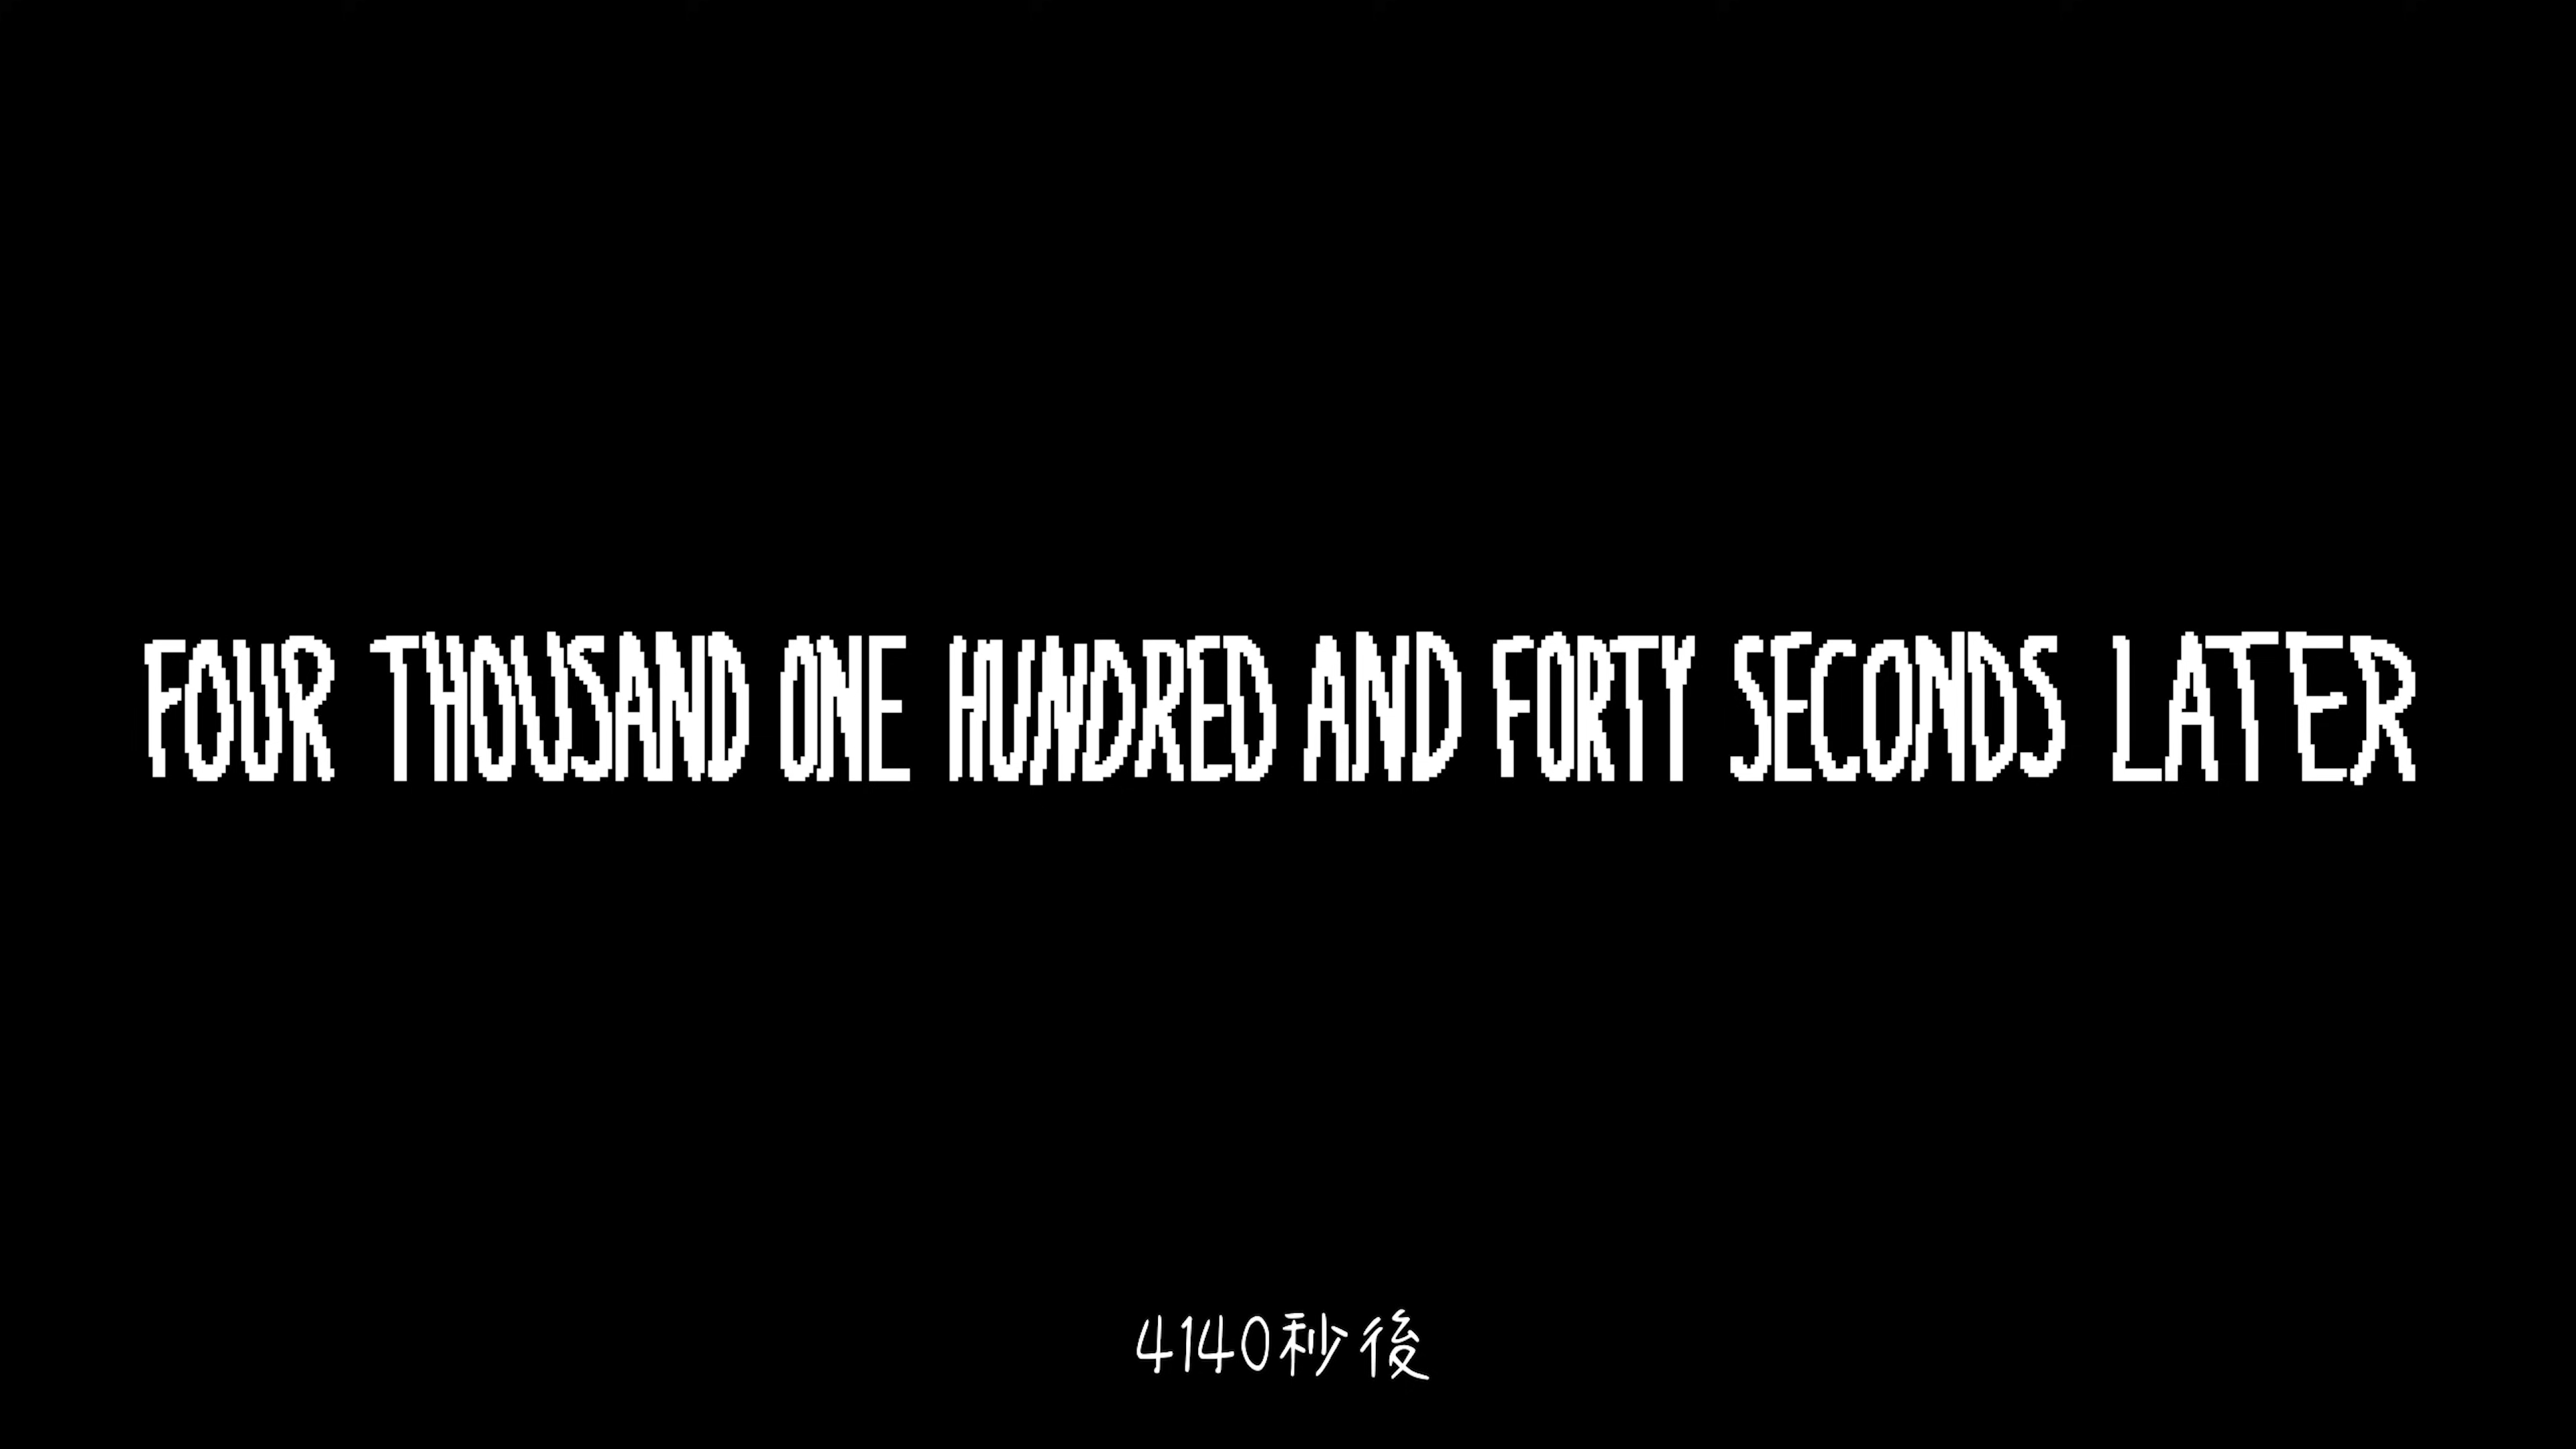 FOUR THOUSAND ONE HUNDRED AND FORTY SECONDS LATER
4140秒後